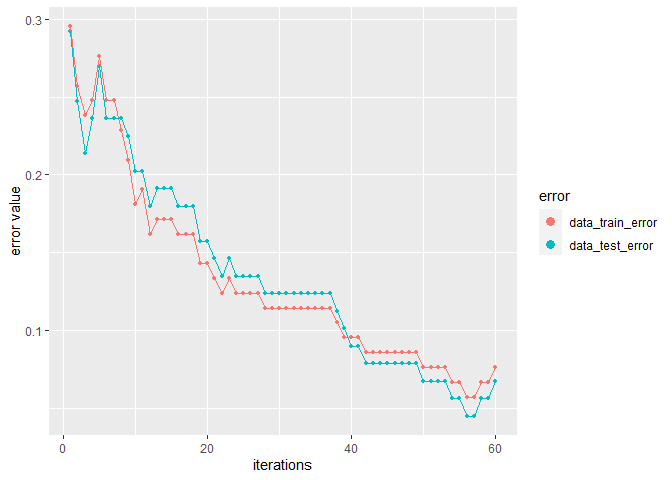 0.3
0.2
0.1
error value
0
20
40
60
iterations
error
data_train_error
data_test_error